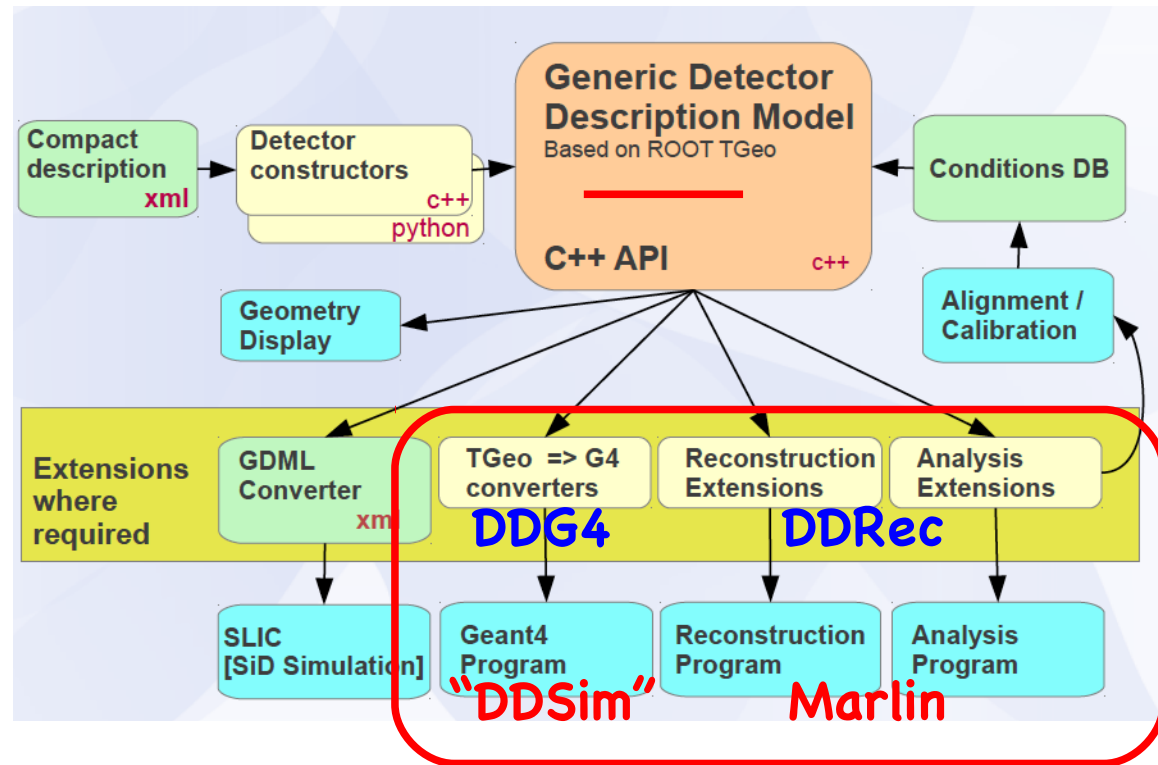 Generic Detector
Description Model
Based on ROOT TGeo
C++ API
c++
Compact
description
xml
Detector
constructors
c++
python
Conditions DB
Geometry
Display
Alignment /
Calibration
Extensions
where
required
GDML
Converter
xml
TGeo => G4
converters
DDG4
Reconstruction
Extensions
DDRec
Analysis
Extensions
SLIC
[SiD Simulation]
Geant4
Program
"DDSim"
Reconstruction
Program
Marlin
Analysis
Program